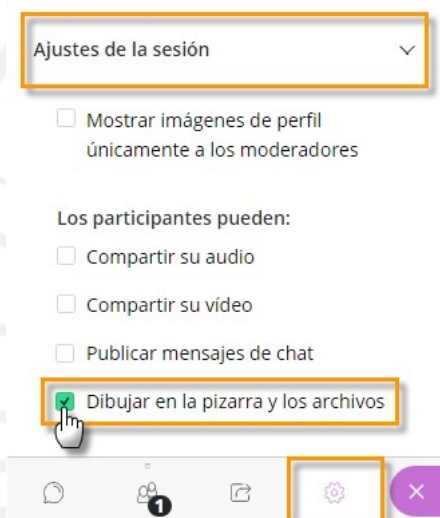 Ajustes de la sesión
Mostrar imágenes de perfil
únicamente a los moderadores
Los participantes pueden:
Compartir su audio
Compartir su vídeo
Publicar mensajes de chat
Dibujar en la pizarra y los archivos
1